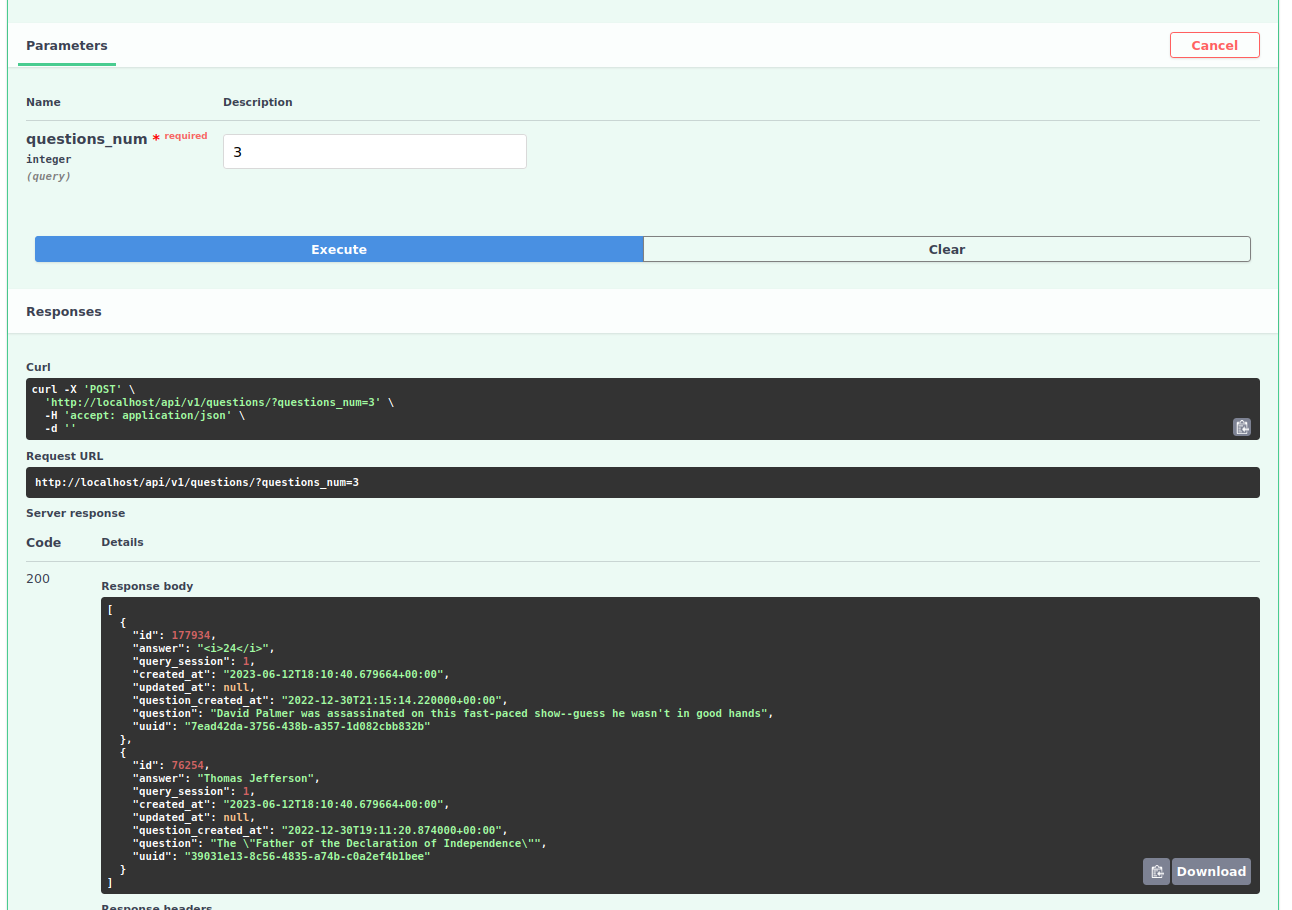 Parameters
Cancel
Name Description
questions_num * required
integer
(query)
3
Execute Clear
Responses
Curl
curl -X 'POST' \
  'http://localhost/api/v1/questions/?questions_num=3' \
  -H 'accept: application/json' \
  -d ''
Request URL
http://localhost/api/v1/questions/?questions_num=3
Server response
Code Details
200
Response body
[
  {
    "id": 177934,
    "answer": "<i>24</i>",
    "query_session": 1,
    "created_at": "2023-06-12T18:10:40.679664+00:00",
    "updated_at": null,
    "question_created_at": "2022-12-30T21:15:14.220000+00:00",
    "question": "David Palmer was assassinated on this fast-paced show--guess he wasn't in good hands",
    "uuid": "7ead42da-3756-438b-a357-1d082cbb832b"
  },
  {
    "id": 76254,
    "answer": "Thomas Jefferson",
    "query_session": 1,
    "created_at": "2023-06-12T18:10:40.679664+00:00",
    "updated_at": null,
    "question_created_at": "2022-12-30T19:11:20.874000+00:00",
    "question": "The \"Father of the Declaration of Independence\"",
    "uuid": "39031e13-8c56-4835-a74b-c0a2ef4b1bee"
  }
]
Download
Response headers